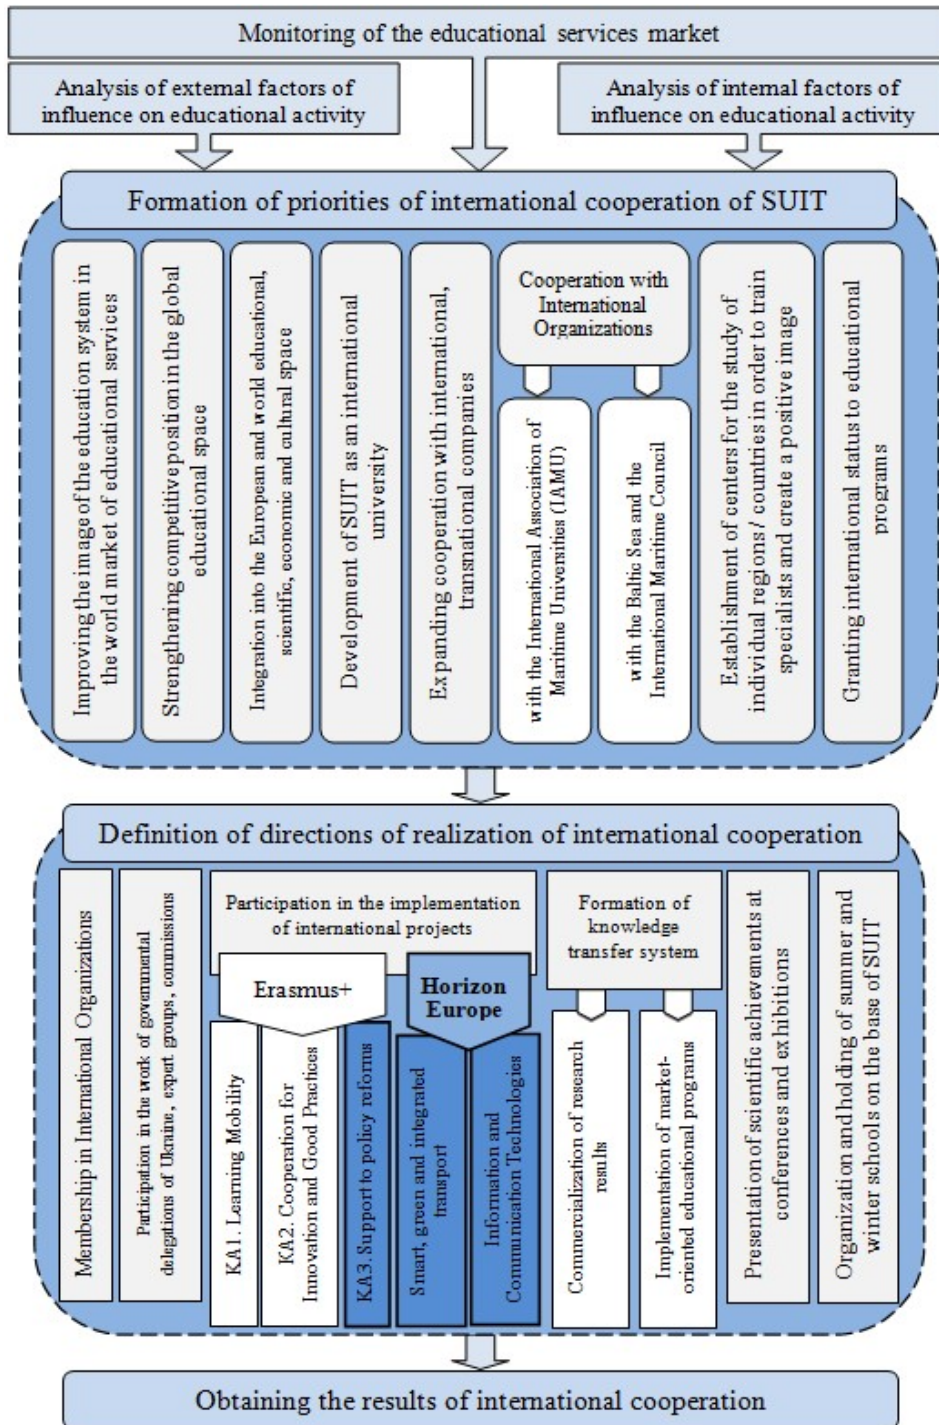 Monitoring of the educational services market
Analysis of external factors of
influence on educational activity
Analysis of internal factors of
influence on educational activity
Formation of priorities of international cooperation of SUIT
Improving the image of the education system in
the world market of educational services
Strengthening competitive position in the global
educational space
Integration into the European and world educational,
scientific, economic and cultural space
Development of SUIT as an international
university
Expanding cooperation with international,
transnational companies
Cooperation with
International
Organizations
with the International Association of
Maritime Universities (IAMU)
with the Baltic Sea and the
International Maritime Council
Establishment of centers for the study of
individual regions / countries in order to train
specialists and create a positive image
Granting international status to educational
programs
Definition of directions of realization of international cooperation
Membership in International Organizations
Participation in the work of governmental
delegations of Ukraine, expert groups, commissions
Participation in the implementation
of international projects
Erasmus+
KA1. Learning Mobility
KA2. Cooperation for
Innovation and Good Practices
KA3. Support to policy reforms
Horizon
Europe
Smart, green and integrated
transport
Information and
Communication Technologies
Formation of
knowledge
transfer system
Commercialization of research
results
Implementation of market-
oriented educational programs
Presentation of scientific achievements at
conferences and exhibitions
Organization and holding of summer and
winter schools on the base of SUIT
Obtaining the results of international cooperation